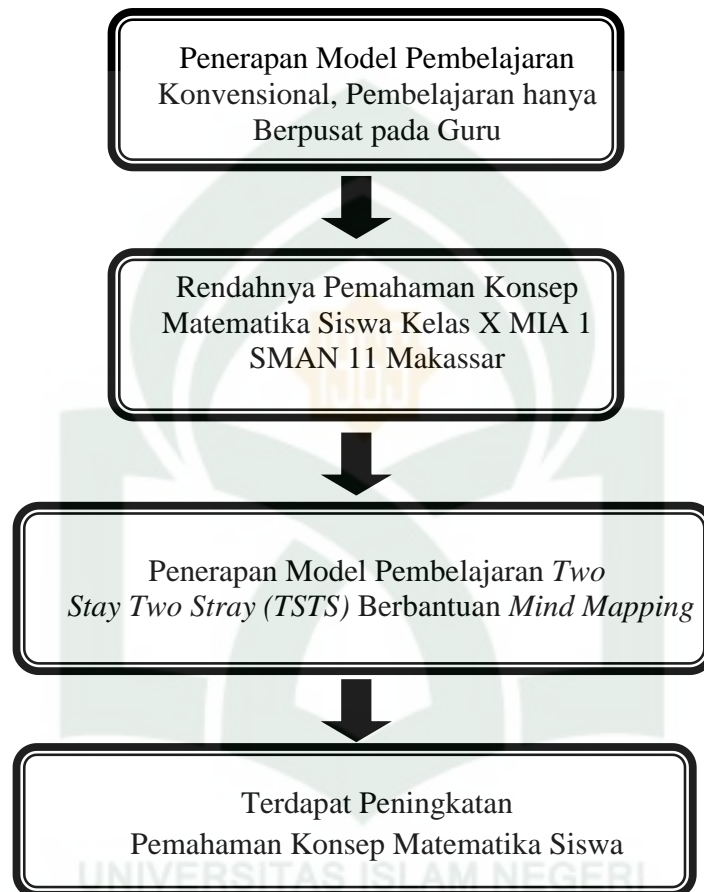 Penerapan Model Pembelajaran
Konvensional, Pembelajaran hanya
Berpusat pada Guru
Rendahnya Pemahaman Konsep
Matematika Siswa Kelas X MIA 1
SMAN 11 Makassar
Penerapan Model Pembelajaran Two
Stay Two Stray (TSTS) Berbantuan Mind Mapping
Terdapat Peningkatan
Pemahaman Konsep Matematika Siswa
UNIVERSITAS ISLAM NEGERI